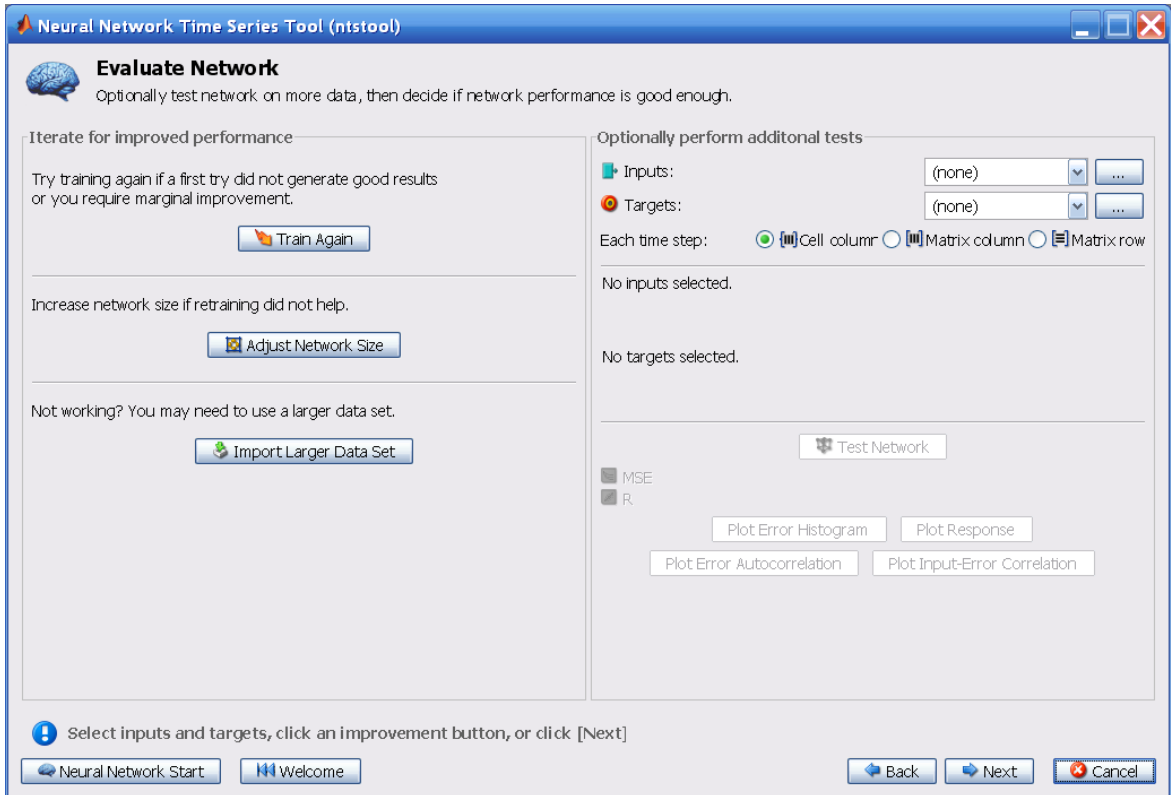 Neural Network Time Series Tool (ntstool)
Evaluate Network
Optionally test network on more data, then decide if network performance is good enough.
Iterate for improved performance
Try training again if a first try did not generate good results
or you require marginal improvement.
Train Again
Increase network size if retraining did not help.
Adjust Network Size
Not working? You may need to use a larger data set.
Import Larger Data Set
Optionally perform additonal tests
Inputs: (none) ...
Targets: (none) ...
Each time step: Cell column Matrix column Matrix row
No inputs selected.
No targets selected.
Test Network
MSE
R
Plot Error Histogram Plot Response
Plot Error Autocorrelation Plot Input-Error Correlation
Select inputs and targets, click an improvement button, or click [Next]
Neural Network Start Welcome Back Next Cancel